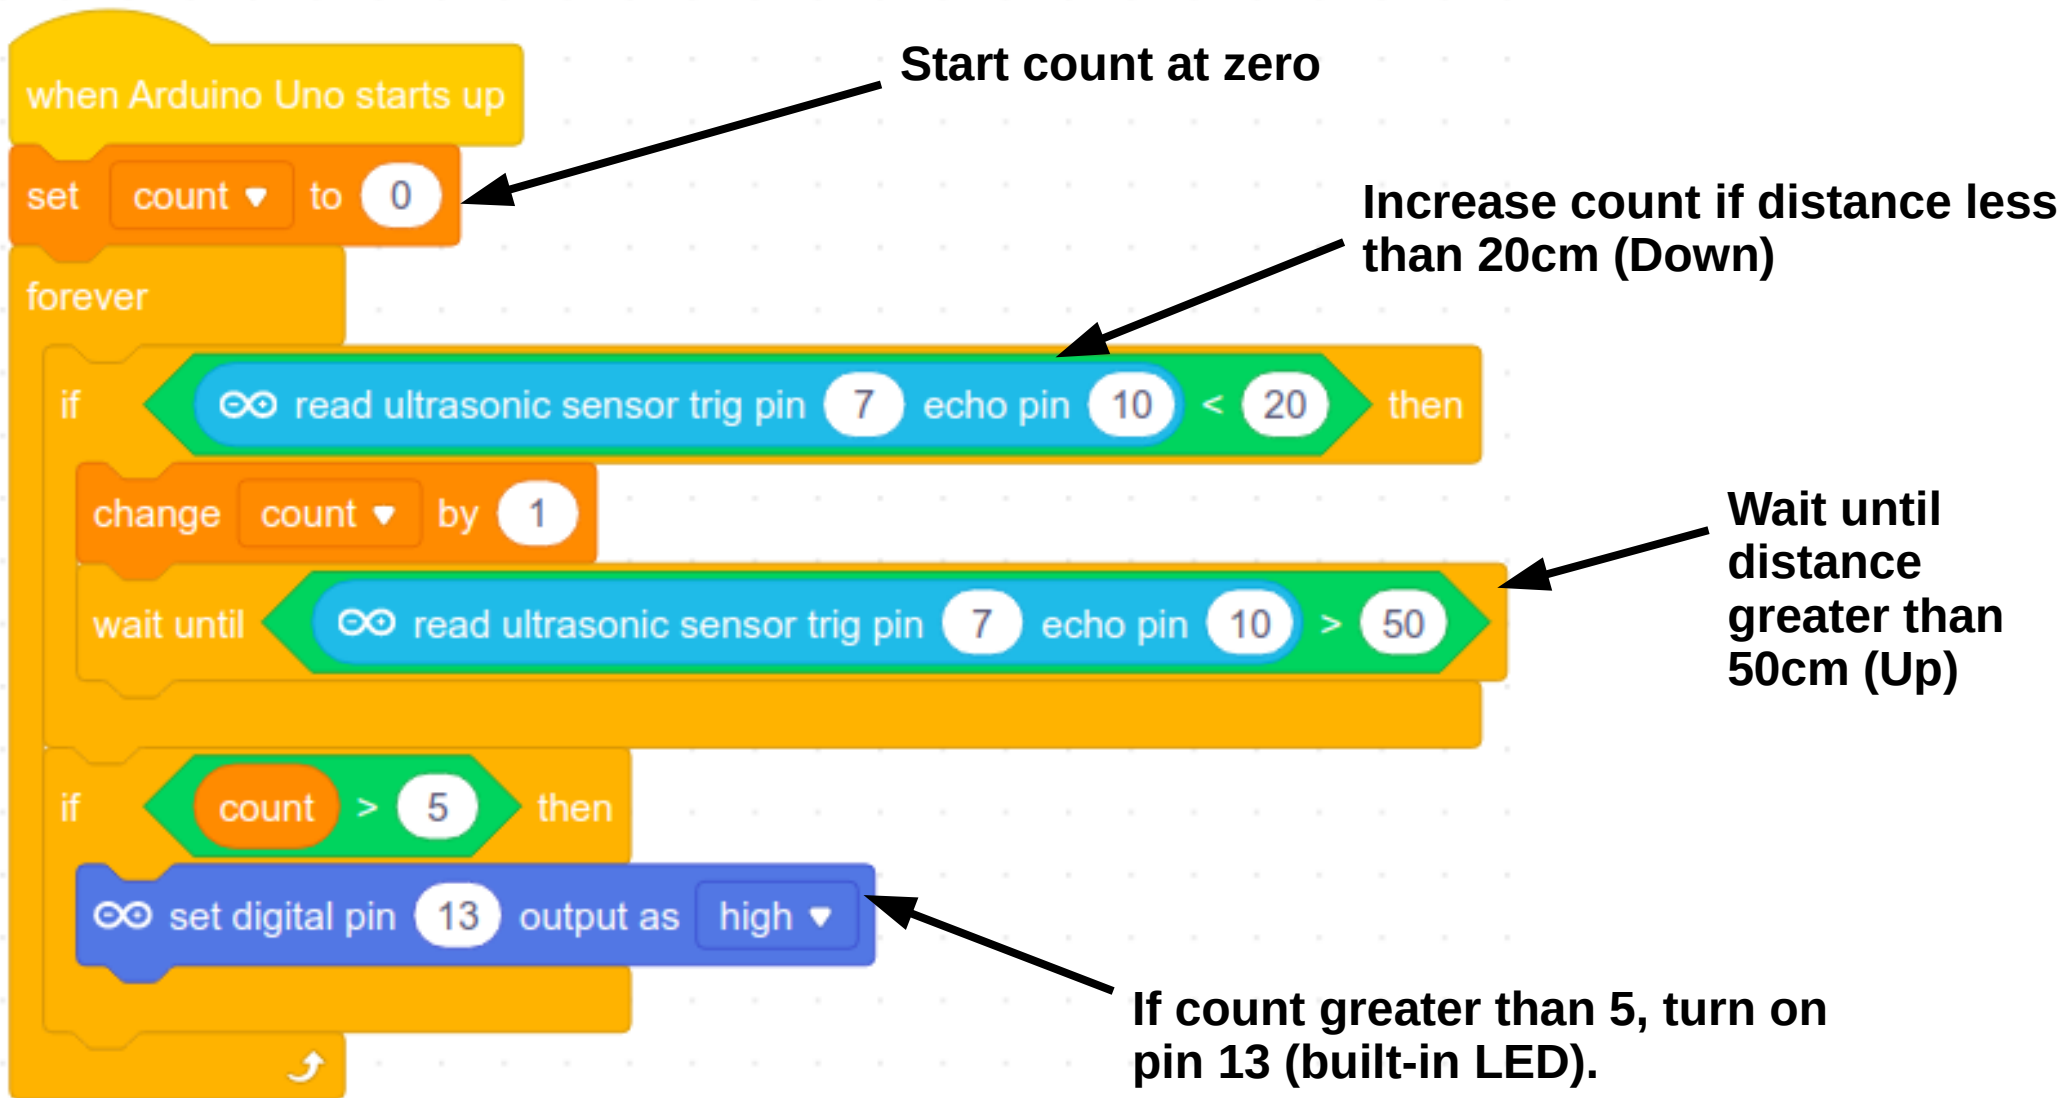 when Arduino Uno starts up
Start count at zero
set count to 0
Increase count if distance less
than 20cm (Down)
forever
if read ultrasonic sensor trig pin 7 echo pin 10 < 20 then
change count by 1
Wait until
distance
greater than
50cm (Up)
wait until read ultrasonic sensor trig pin 7 echo pin 10 > 50
if count > 5 then
set digital pin 13 output as high
If count greater than 5, turn on
pin 13 (built-in LED).